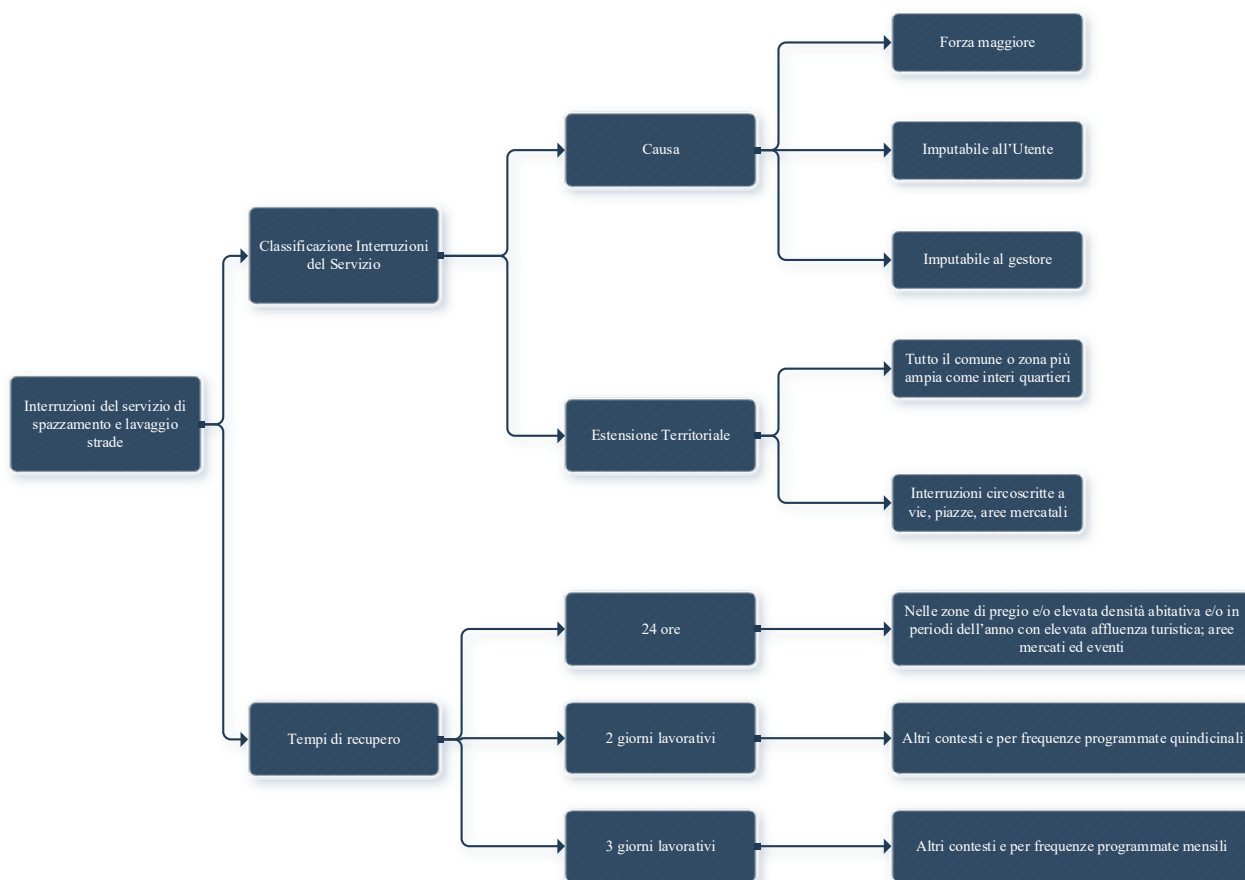 Forza maggiore
Causa
Imputabile all’Utente
Classificazione Interruzioni
del Servizio
Imputabile al gestore
Tutto il comune o zona più
ampia come interi quartieri
Interruzioni del servizio di
spazzamento e lavaggio
strade
Estensione Territoriale
Interruzioni circoscritte a
vie, piazze, aree mercatali
24 ore
Nelle zone di pregio e/o elevata densità abitativa e/o in
periodi dell’anno con elevata affluenza turistica; aree
mercati ed eventi
Tempi di recupero
2 giorni lavorativi
Altri contesti e per frequenze programmate quindicinali
3 giorni lavorativi
Altri contesti e per frequenze programmate mensili